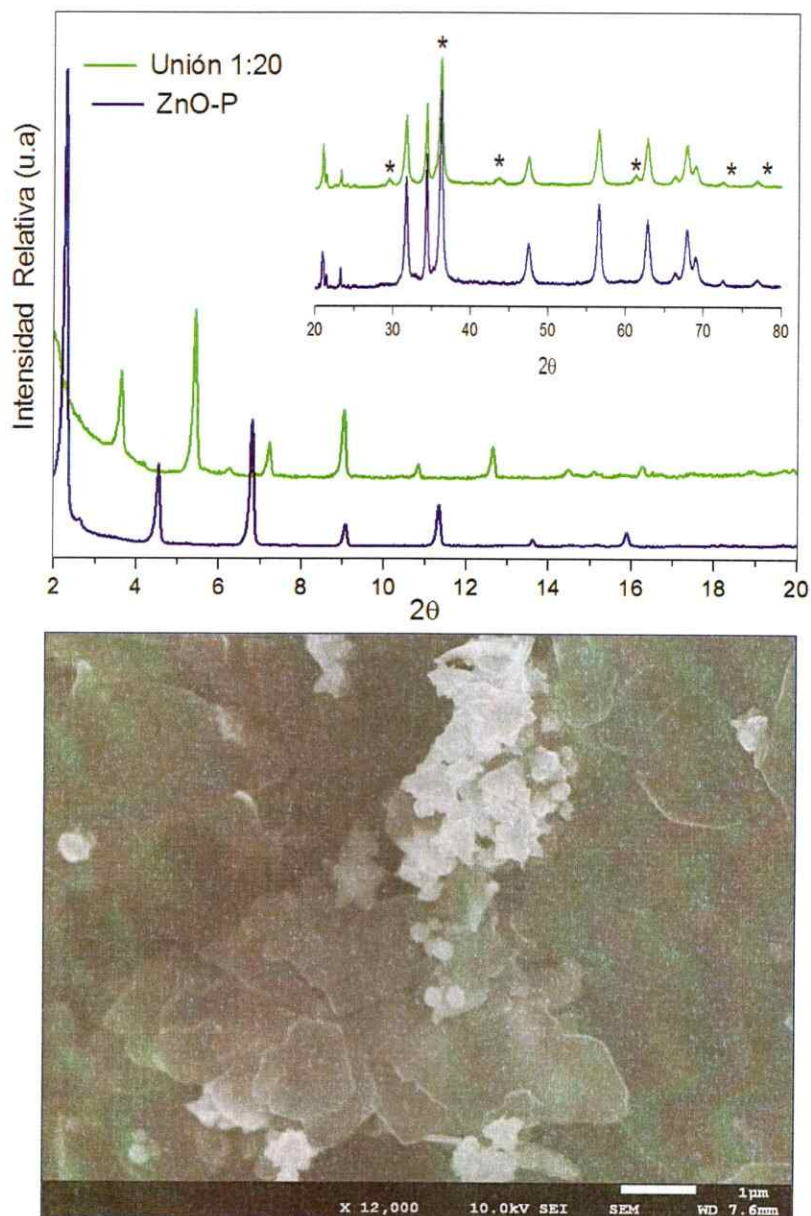 Unión 1:20
ZnO-P
Intensidad Relativa (u.a)
*
*
*
*
*
*
20 30 40 50 60 70 80
2θ
2 4 6 8 10 12 14 16 18 20
2θ
1μm
X 12,000 10.0kV SEI SEM WD 7.6mm